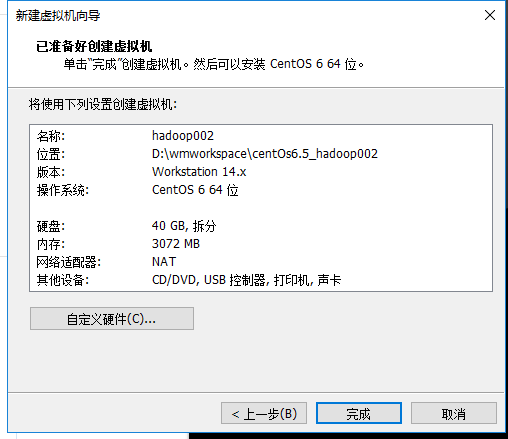 新建虚拟机向导
已准备好创建虚拟机
单击“完成”创建虚拟机。然后可以安装 CentOS 6 64 位。
将使用下列设置创建虚拟机:
名称: hadoop002
位置: D:\wmworkspace\centOs6.5_hadoop002
版本: Workstation 14.x
操作系统: CentOS 6 64 位
硬盘: 40 GB, 拆分
内存: 3072 MB
网络适配器: NAT
其他设备: CD/DVD, USB 控制器, 打印机, 声卡
自定义硬件(C)...
< 上一步(B) 完成 取消